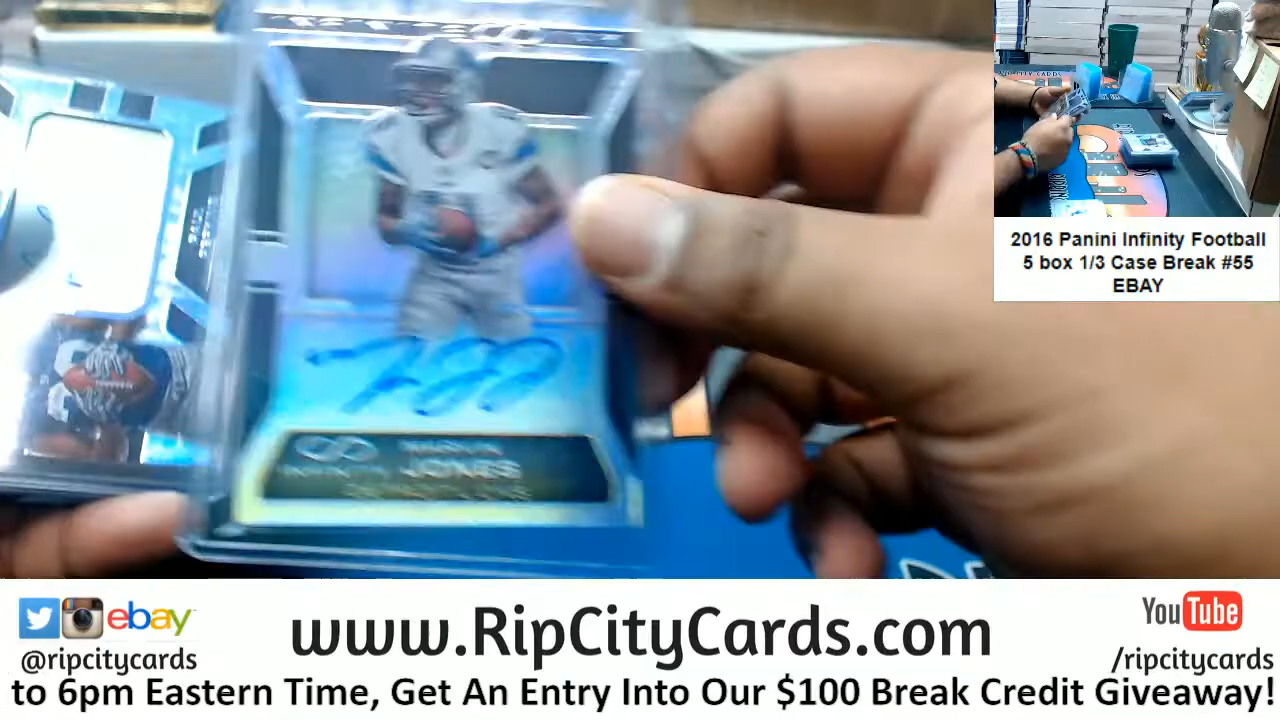 2016 Panini Infinity Football
5 box 1/3 Case Break #55
EBAY
JONES
ebay
@ripcitycards
www.RipCityCards.com
YouTube
/ripcitycards
to 6pm Eastern Time, Get An Entry Into Our $100 Break Credit Giveaway!